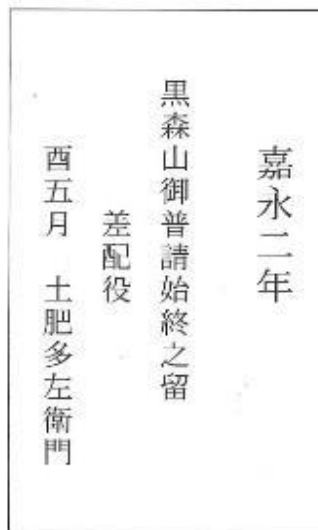 嘉永二年
黒森山御普請始終之留
差配役
酉五月　土肥多左衛門